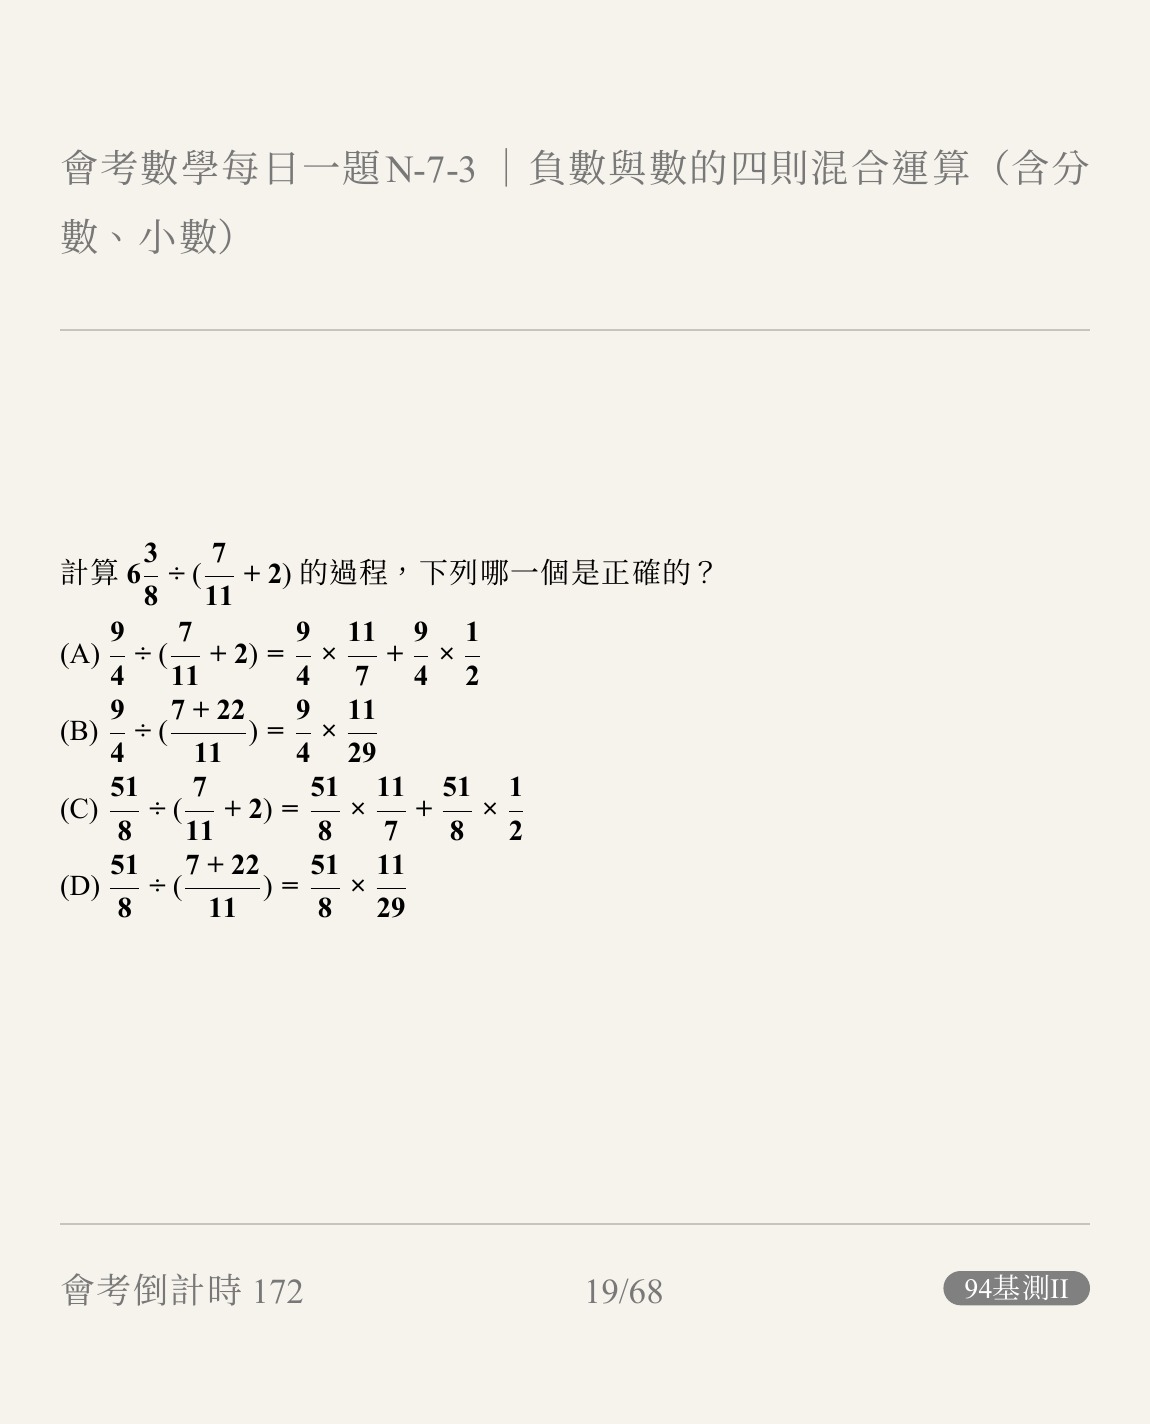 會考數學每日一題N-7-3 ｜負數與數的四則混合運算（含分
數、小數）
計算 6 3/8 ÷ (7/11 + 2) 的過程，下列哪一個是正確的？
(A) 9/4 ÷ (7/11 + 2) = 9/4 × 11/7 + 9/4 × 1/2
(B) 9/4 ÷ ((7 + 22)/11) = 9/4 × 11/29
(C) 51/8 ÷ (7/11 + 2) = 51/8 × 11/7 + 51/8 × 1/2
(D) 51/8 ÷ ((7 + 22)/11) = 51/8 × 11/29
會考倒計時 172
19/68
94基測II